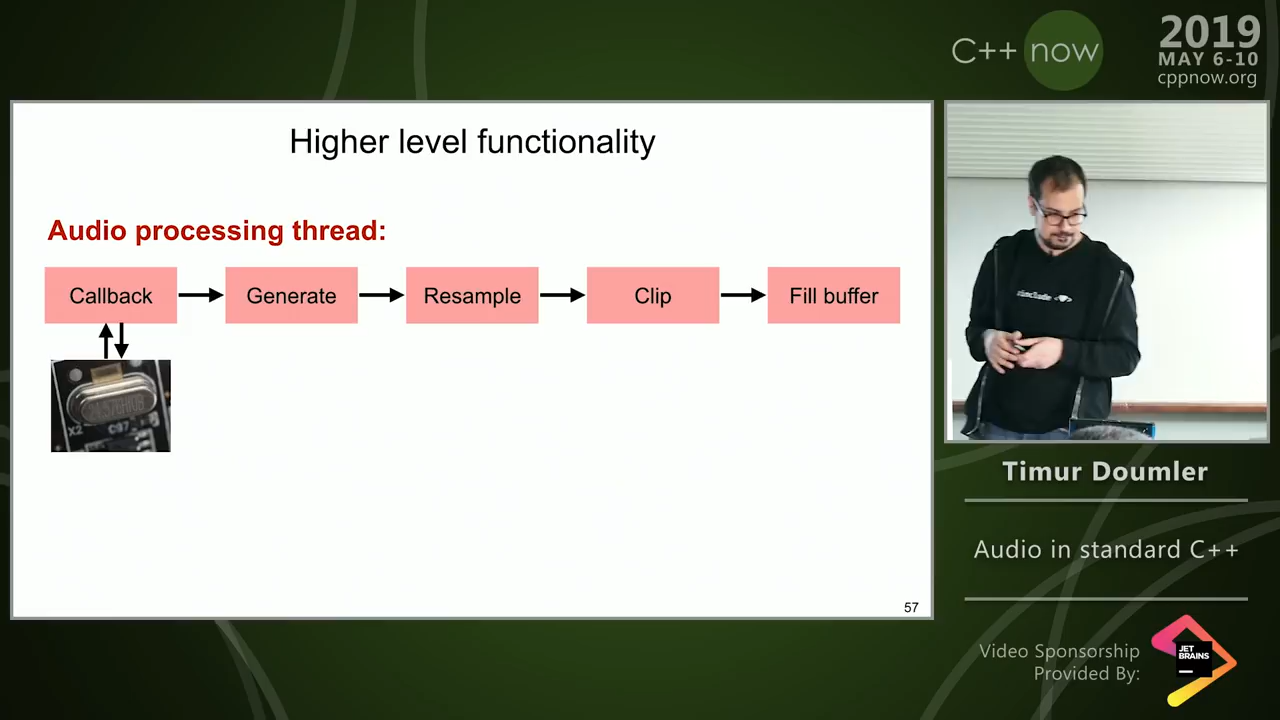 C++ now
2019
MAY 6-10
cppnow.org
Higher level functionality
Audio processing thread:
Callback
Generate
Resample
Clip
Fill buffer
X2
57
Timur Doumler
Audio in standard C++
Video Sponsorship
Provided By:
JET
BRAINS